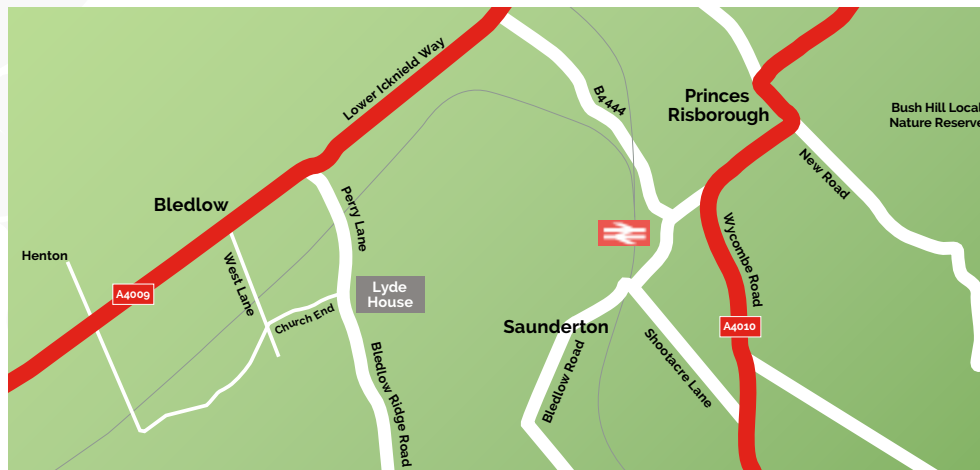 Lower Icknield Way
B4444
Princes
Risborough
Bush Hill Local
Nature Reserve
New Road
Perry Lane
Bledlow
Wycombe Road
Henton
West Lane
A4009
Lyde
House
Church End
Saunderton
A4010
Shootacre Lane
Bledlow Road
Bledlow Ridge Road